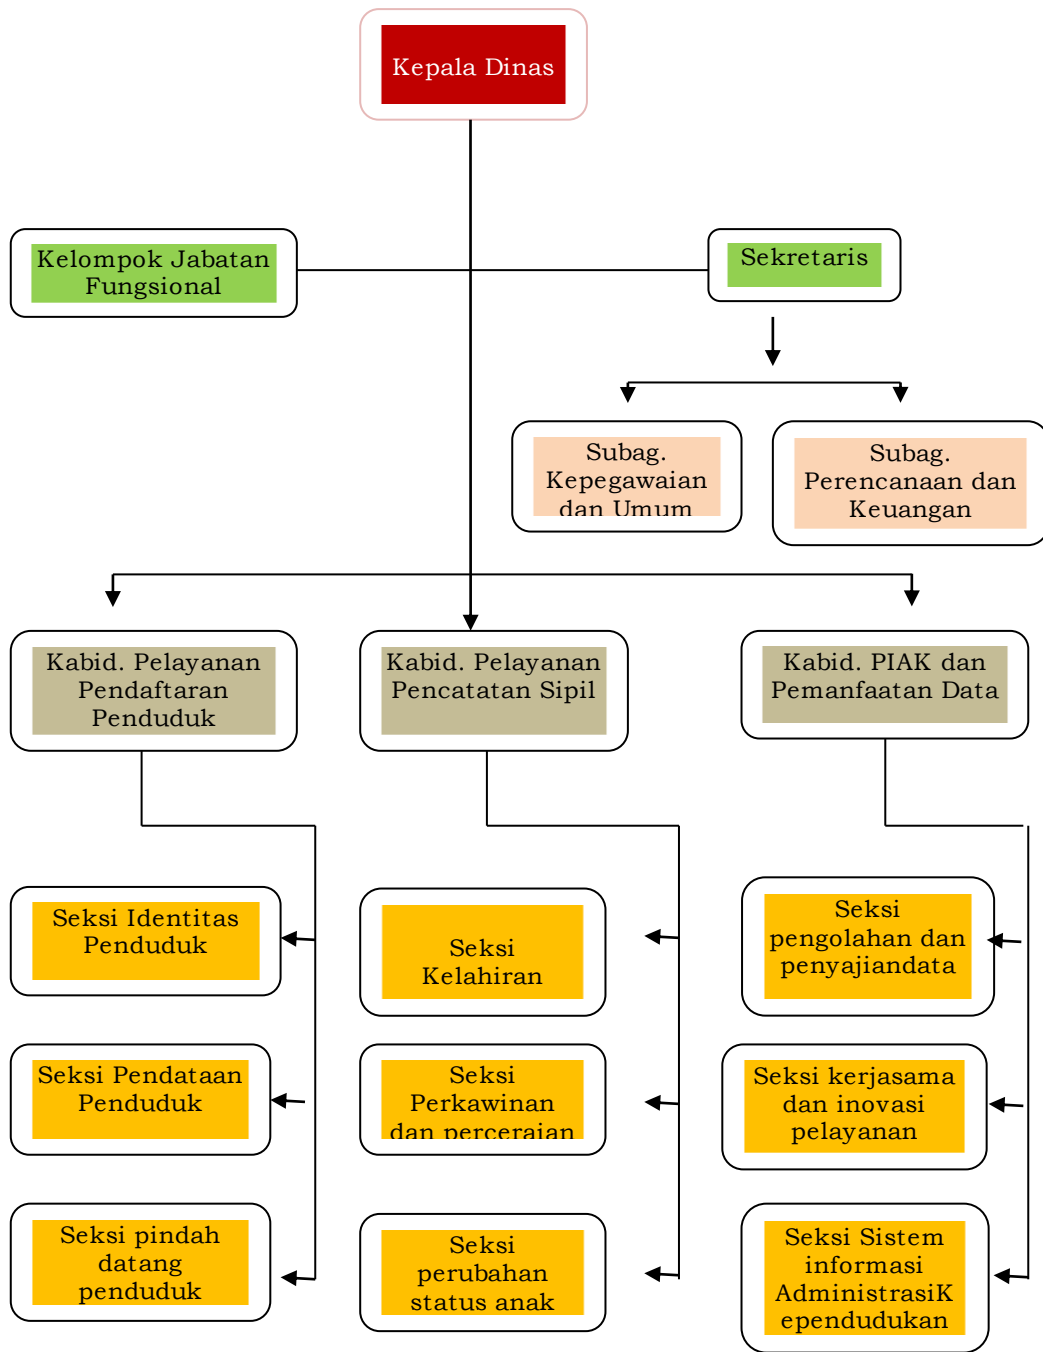 Kepala Dinas
Kelompok Jabatan
Fungsional
Sekretaris
Subag.
Kepegawaian
dan Umum
Subag.
Perencanaan dan
Keuangan
Kabid. Pelayanan
Pendaftaran
Penduduk
Kabid. Pelayanan
Pencatatan Sipil
Kabid. PIAK dan
Pemanfaatan Data
Seksi Identitas
Penduduk
Seksi
Kelahiran
Seksi
pengolahan dan
penyajiandata
Seksi Pendataan
Penduduk
Seksi
Perkawinan
dan perceraian
Seksi kerjasama
dan inovasi
pelayanan
Seksi pindah
datang
penduduk
Seksi
perubahan
status anak
Seksi Sistem
informasi
AdministrasiK
ependudukan